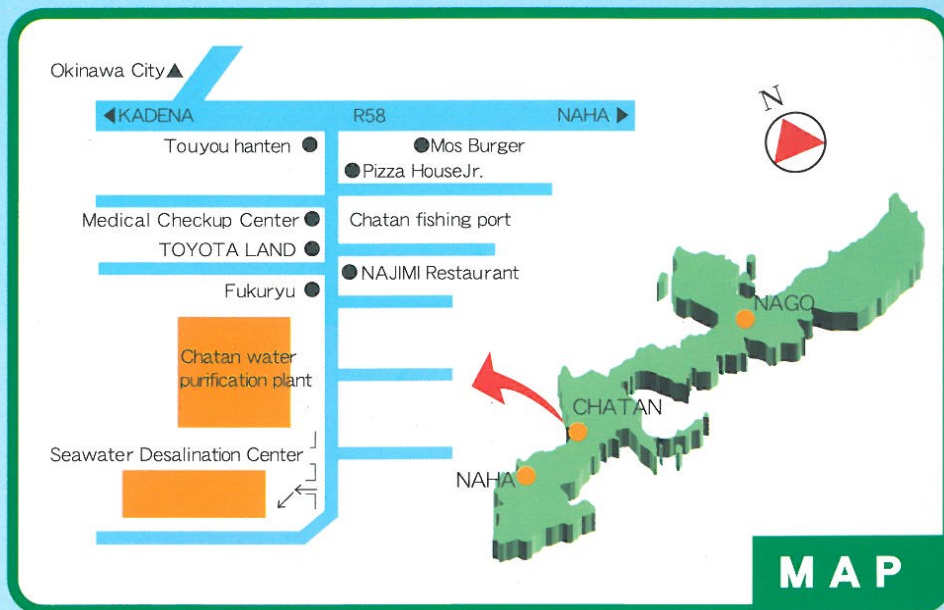 Okinawa City▲
◀KADENA R58 NAHA▶
Touyou hanten
Mos Burger
Pizza HouseJr.
Medical Checkup Center
Chatan fishing port
TOYOTA LAND
NAJIMI Restaurant
Fukuryu
Chatan water
purification plant
Seawater Desalination Center
N
NAGO
CHATAN
NAHA
MAP